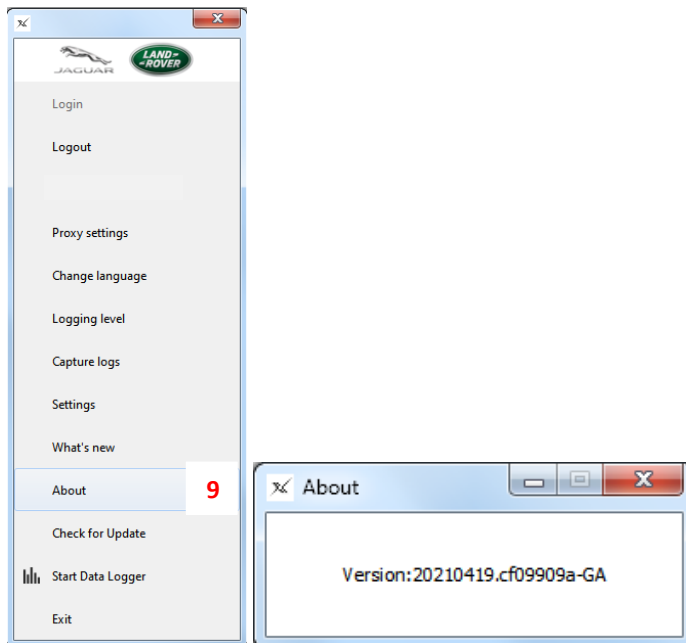 JAGUAR
LAND-
-ROVER
Login
Logout
Proxy settings
Change language
Logging level
Capture logs
Settings
What's new
About 9
Check for Update
Start Data Logger
Exit
About
Version:20210419.cf09909a-GA